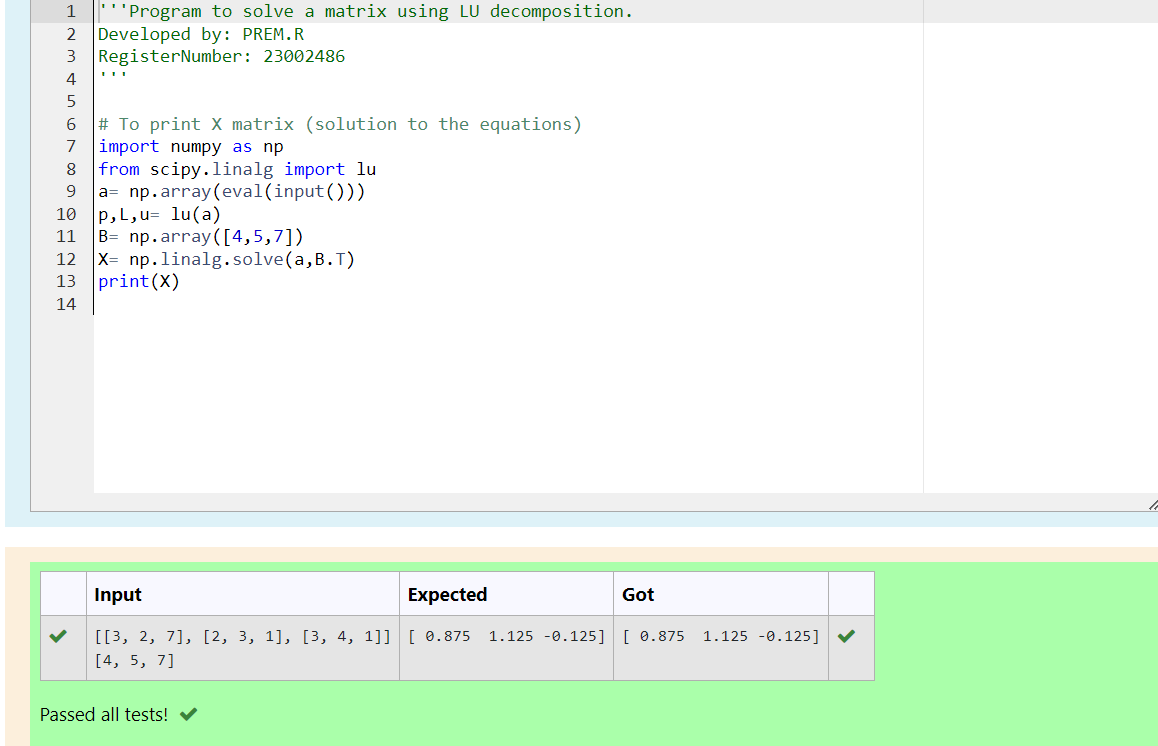 1 '''Program to solve a matrix using LU decomposition.
2 Developed by: PREM.R
3 RegisterNumber: 23002486
4 '''
5
6 # To print X matrix (solution to the equations)
7 import numpy as np
8 from scipy.linalg import lu
9 a= np.array(eval(input()))
10 p,L,u= lu(a)
11 B= np.array([4,5,7])
12 X= np.linalg.solve(a,B.T)
13 print(X)
14
Input Expected Got
[[3, 2, 7], [2, 3, 1], [3, 4, 1]] [ 0.875  1.125 -0.125] [ 0.875  1.125 -0.125]
[4, 5, 7]
Passed all tests!